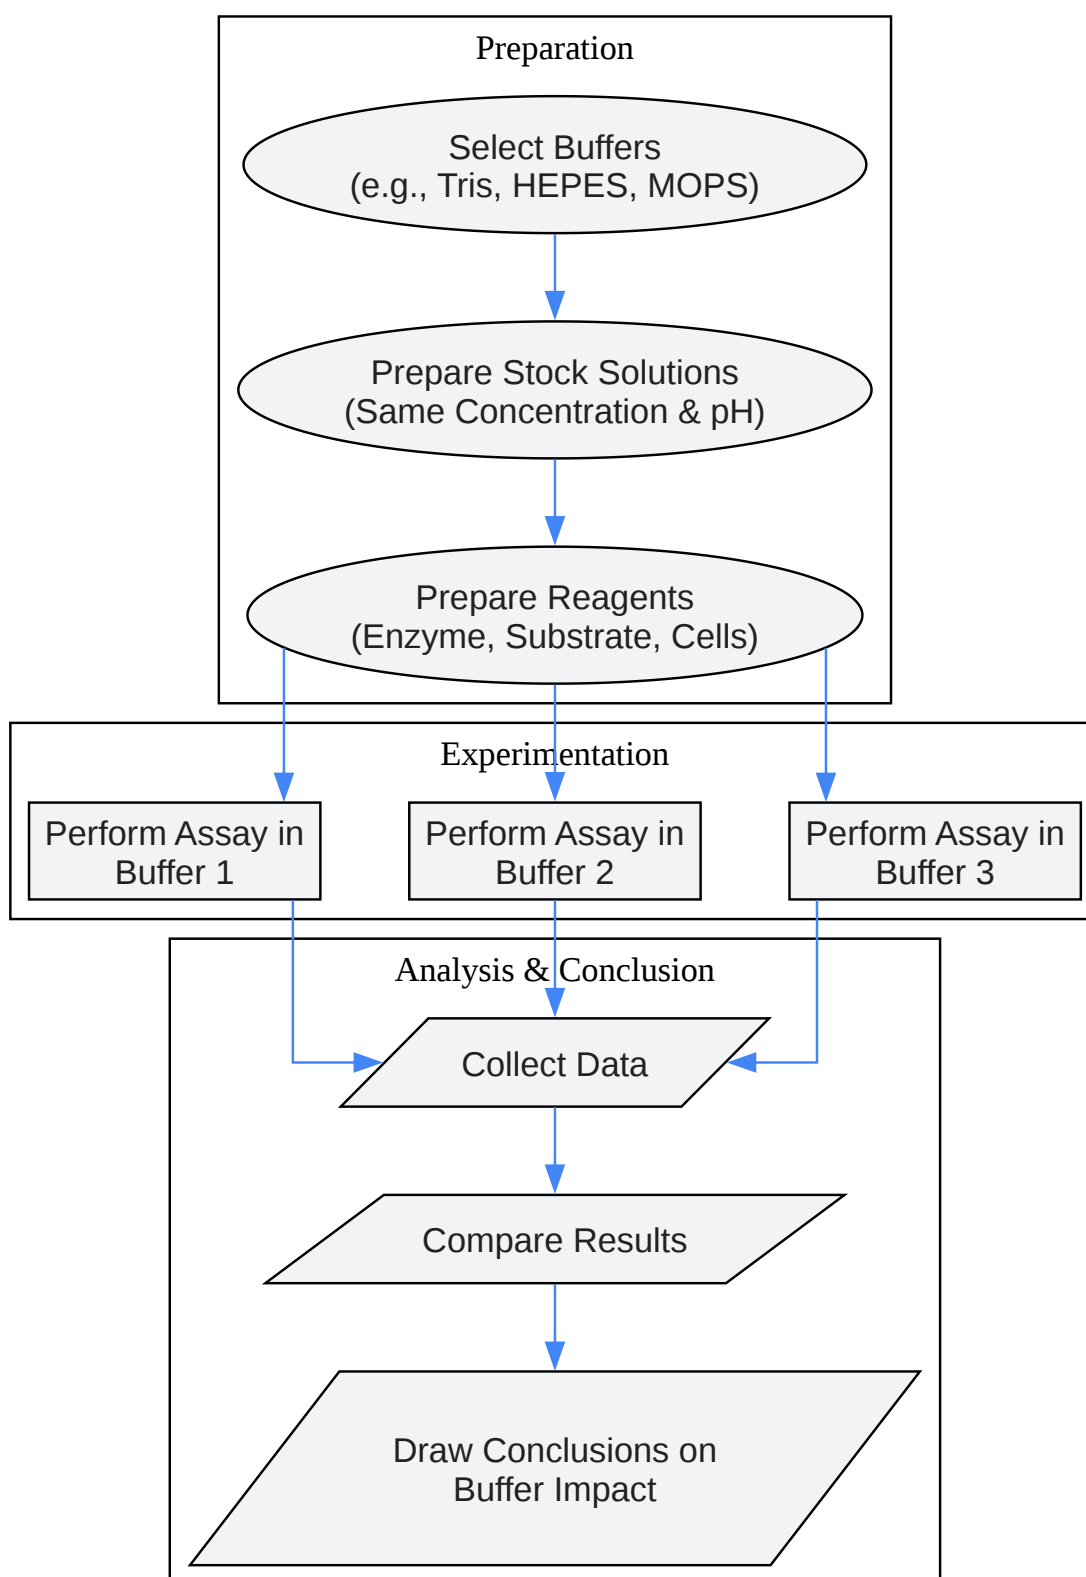 Preparation
Select Buffers
(e.g., Tris, HEPES, MOPS)
Prepare Stock Solutions
(Same Concentration & pH)
Prepare Reagents
(Enzyme, Substrate, Cells)
Experimentation
Perform Assay in
Buffer 1
Perform Assay in
Buffer 2
Perform Assay in
Buffer 3
Analysis & Conclusion
Collect Data
Compare Results
Draw Conclusions on
Buffer Impact